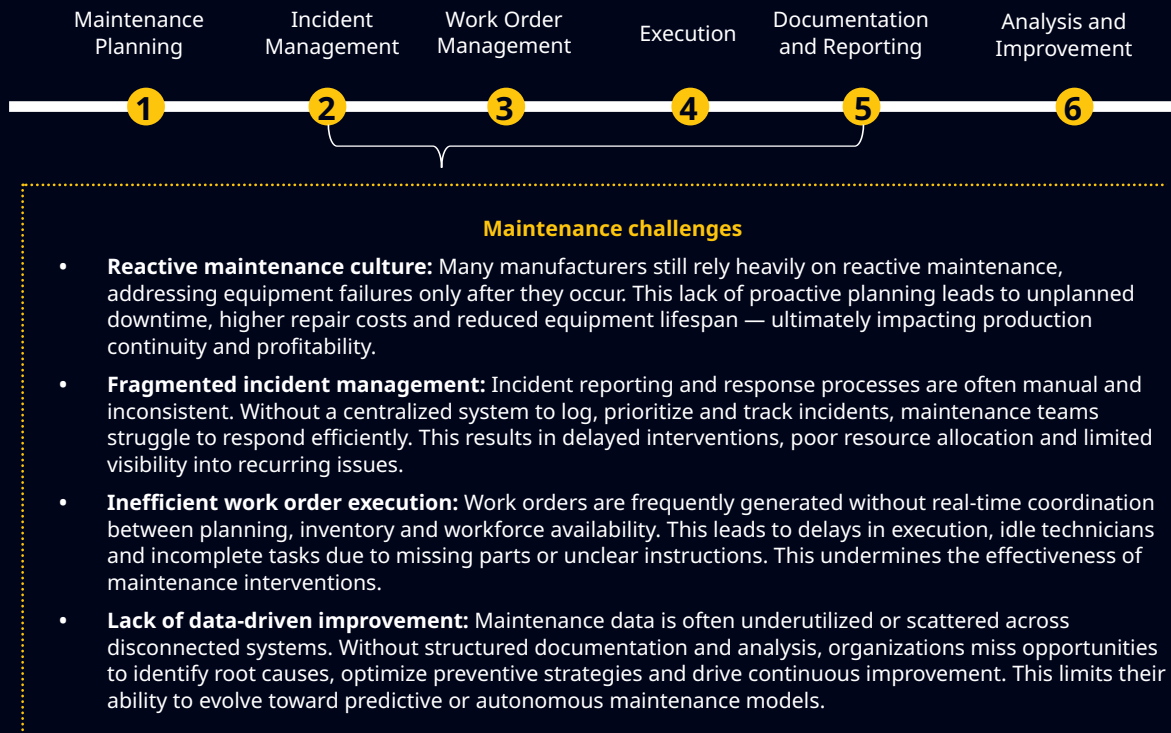 Maintenance
Planning
Incident
Management
Work Order
Management
Execution
Documentation
and Reporting
Analysis and
Improvement
1
2
3
4
5
6
Maintenance challenges
• Reactive maintenance culture: Many manufacturers still rely heavily on reactive maintenance,
addressing equipment failures only after they occur. This lack of proactive planning leads to unplanned
downtime, higher repair costs and reduced equipment lifespan — ultimately impacting production
continuity and profitability.
• Fragmented incident management: Incident reporting and response processes are often manual and
inconsistent. Without a centralized system to log, prioritize and track incidents, maintenance teams
struggle to respond efficiently. This results in delayed interventions, poor resource allocation and limited
visibility into recurring issues.
• Inefficient work order execution: Work orders are frequently generated without real-time coordination
between planning, inventory and workforce availability. This leads to delays in execution, idle technicians
and incomplete tasks due to missing parts or unclear instructions. This undermines the effectiveness of
maintenance interventions.
• Lack of data-driven improvement: Maintenance data is often underutilized or scattered across
disconnected systems. Without structured documentation and analysis, organizations miss opportunities
to identify root causes, optimize preventive strategies and drive continuous improvement. This limits their
ability to evolve toward predictive or autonomous maintenance models.